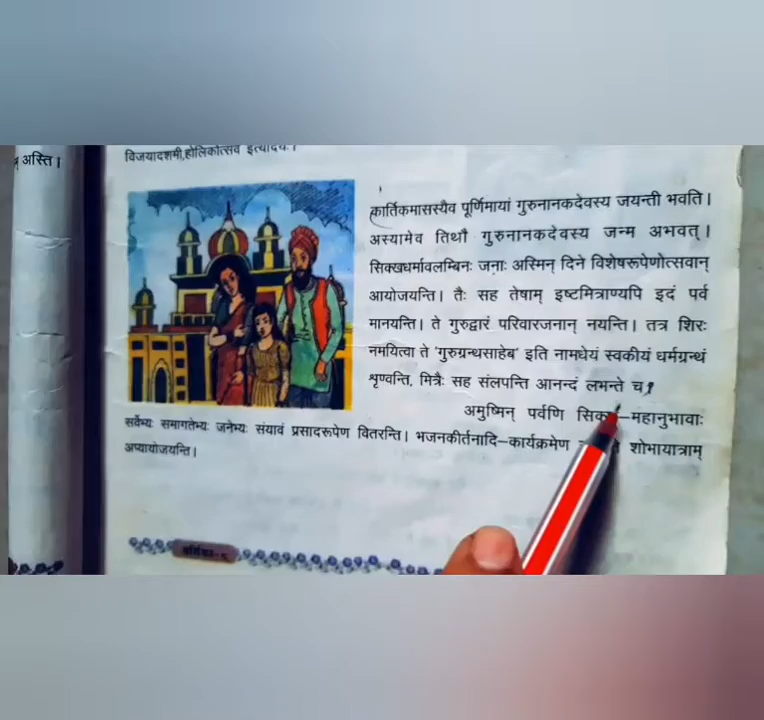 अस्ति।
विजयादशमी,होलिकोत्सव इत्यादयः।
कार्तिकमासस्यैव पूर्णिमायां गुरुनानकदेवस्य जयन्ती भवति।
अस्यामेव तिथौ गुरुनानकदेवस्य जन्म अभवत्।
सिक्खधर्मावलम्बिनः जनाः अस्मिन् दिने विशेषरूपेणोत्सवान्
आयोजयन्ति। तैः सह तेषाम् इष्टमित्राण्यपि इदं पर्व
मानयन्ति। ते गुरुद्वारं परिवारजनान् नयन्ति। तत्र शिरः
नमयित्वा ते 'गुरुग्रन्थसाहेब' इति नामधेयं स्वकीयं धर्मग्रन्थं
शृण्वन्ति, मित्रैः सह संलपन्ति आनन्दं लभन्ते च।
अमुष्मिन् पर्वणि –महानुभावाः
सर्वेभ्यः समागतेभ्यः जनेभ्यः संयावं प्रसादरूपेण वितरन्ति। भजनकीर्तनादि–कार्यक्रमेण शोभायात्राम्
अप्यायोजयन्ति।